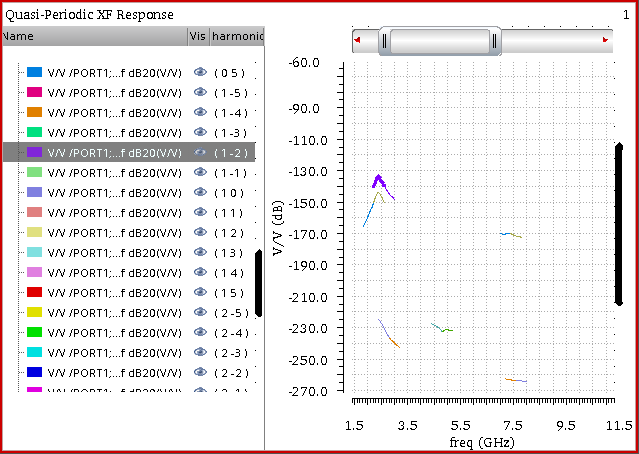 Quasi-Periodic XF Response 1
Name Vis harmonic
V/V /PORT1;...f dB20(V/V) ( 0 5 )
V/V /PORT1;...f dB20(V/V) ( 1 -5 )
V/V /PORT1;...f dB20(V/V) ( 1 -4 )
V/V /PORT1;...f dB20(V/V) ( 1 -3 )
V/V /PORT1;...f dB20(V/V) ( 1 -2 )
V/V /PORT1;...f dB20(V/V) ( 1 -1 )
V/V /PORT1;...f dB20(V/V) ( 1 0 )
V/V /PORT1;...f dB20(V/V) ( 1 1 )
V/V /PORT1;...f dB20(V/V) ( 1 2 )
V/V /PORT1;...f dB20(V/V) ( 1 3 )
V/V /PORT1;...f dB20(V/V) ( 1 4 )
V/V /PORT1;...f dB20(V/V) ( 1 5 )
V/V /PORT1;...f dB20(V/V) ( 2 -5 )
V/V /PORT1;...f dB20(V/V) ( 2 -4 )
V/V /PORT1;...f dB20(V/V) ( 2 -3 )
V/V /PORT1;...f dB20(V/V) ( 2 -2 )
V/V /PORT1;...f dB20(V/V) ( 2 -1 )
-60.0
-90.0
-110.0
-130.0
-150.0
-170.0
-190.0
-210.0
-230.0
-250.0
-270.0
V/V (dB)
1.5 3.5 5.5 7.5 9.5 11.5
freq (GHz)